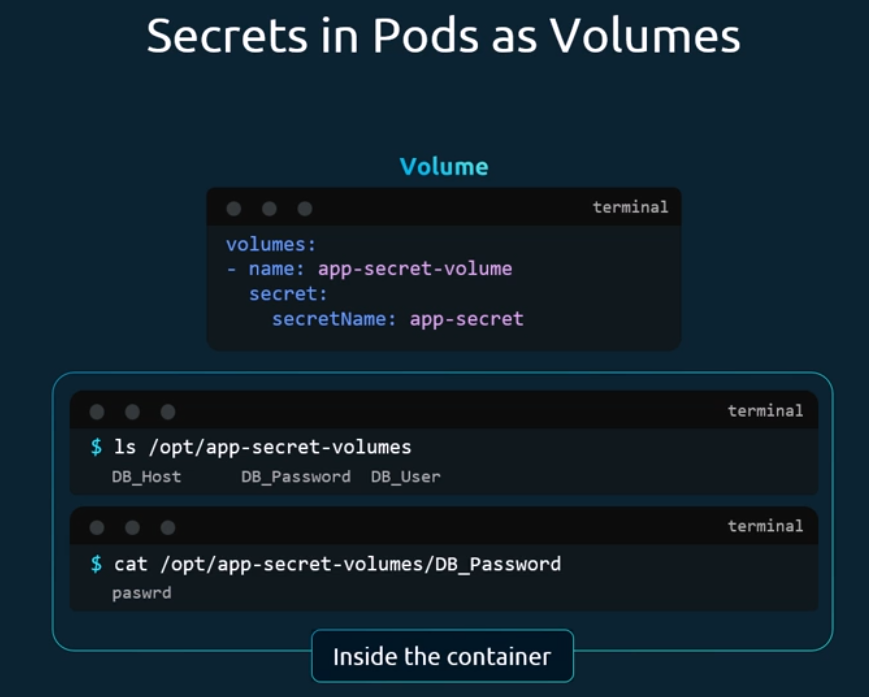 Secrets in Pods as Volumes
Volume
terminal
volumes:
- name: app-secret-volume
secret:
secretName: app-secret
terminal
$ ls /opt/app-secret-volumes
DB_Host DB_Password DB_User
terminal
$ cat /opt/app-secret-volumes/DB_Password
paswrd
Inside the container